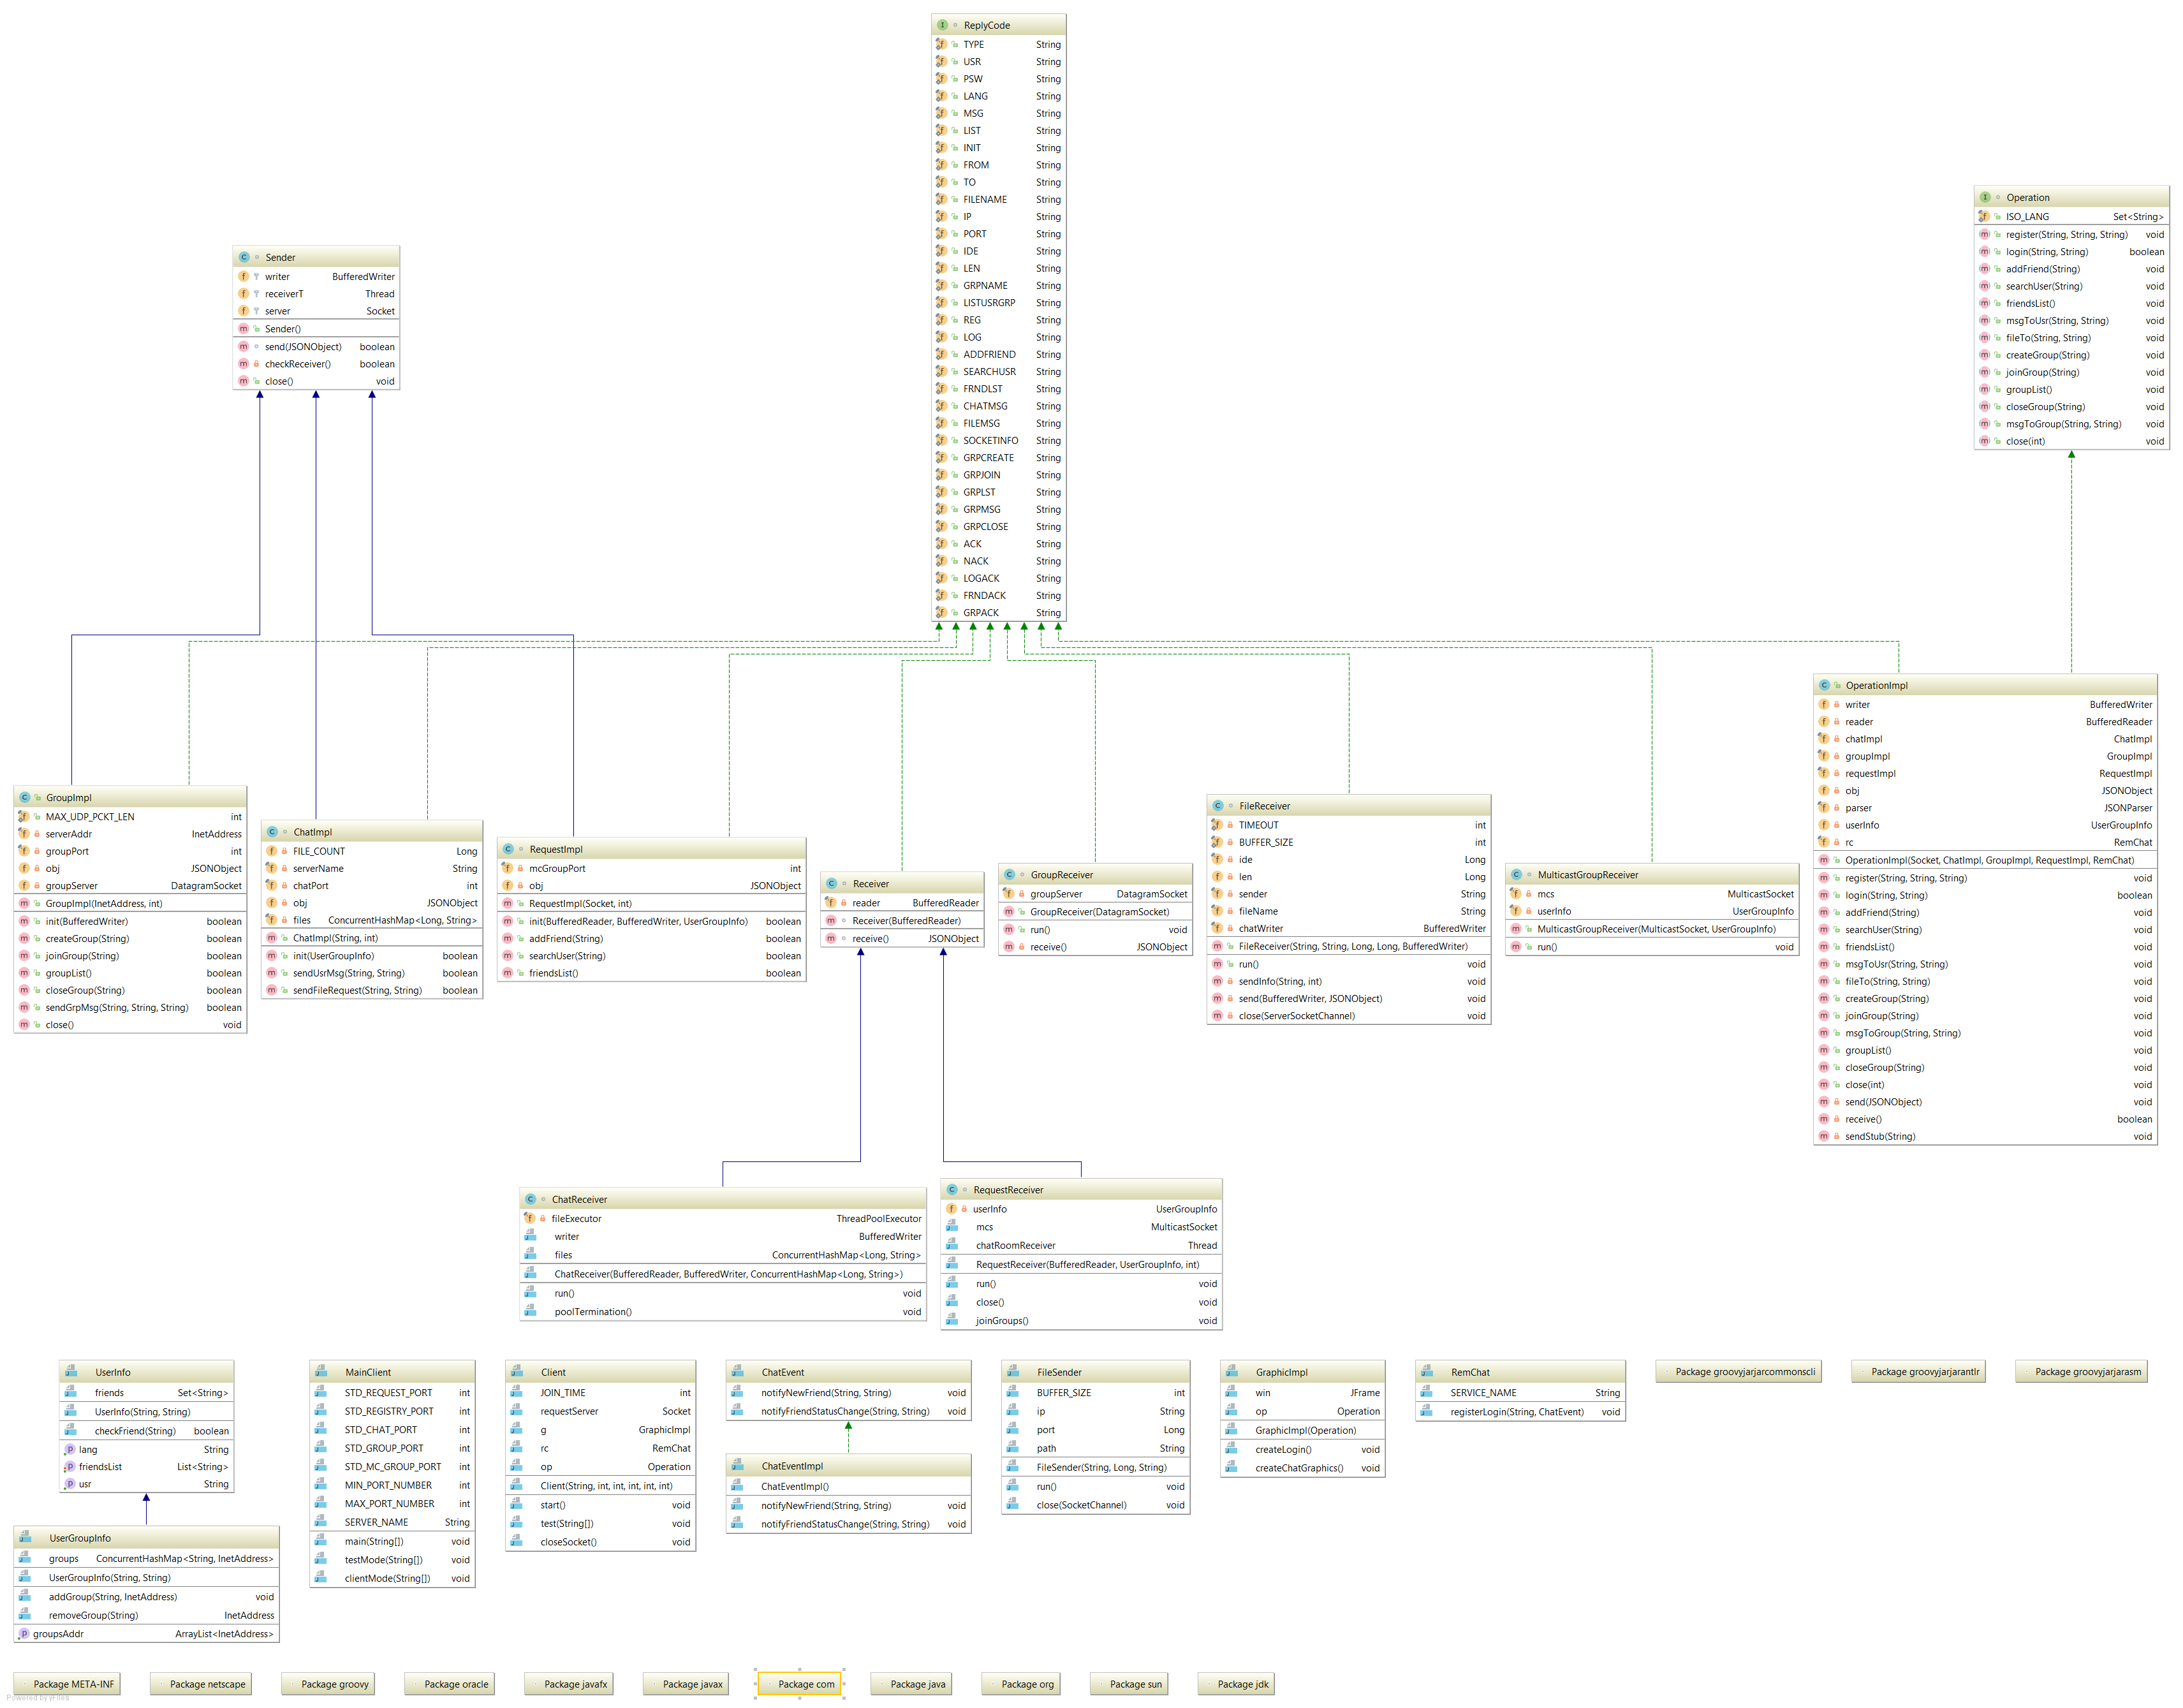 ReplyCode
TYPE String
USR String
PSW String
LANG String
MSG String
LIST String
INIT String
FROM String
TO String
FILENAME String
IP String
PORT String
IDE String
LEN String
GRPNAME String
LISTUSRGRP String
REG String
LOG String
ADDFRIEND String
SEARCHUSR String
FRNDLST String
CHATMSG String
FILEMSG String
SOCKETINFO String
GRPCREATE String
GRPJOIN String
GRPLST String
GRPMSG String
GRPCLOSE String
ACK String
NACK String
LOGACK String
FRNDACK String
GRPACK String
Operation
ISO_LANG Set<String>
register(String, String, String) void
login(String, String) boolean
addFriend(String) void
searchUser(String) void
friendsList() void
msgToUsr(String, String) void
fileTo(String, String) void
createGroup(String) void
joinGroup(String) void
groupList() void
closeGroup(String) void
msgToGroup(String, String) void
close(int) void
Sender
writer BufferedWriter
receiverT Thread
server Socket
Sender()
send(JSONObject) boolean
checkReceiver() boolean
close() void
GroupImpl
MAX_UDP_PCKT_LEN int
serverAddr InetAddress
groupPort int
obj JSONObject
groupServer DatagramSocket
GroupImpl(InetAddress, int)
init(BufferedWriter) boolean
createGroup(String) boolean
joinGroup(String) boolean
groupList() boolean
closeGroup(String) boolean
sendGrpMsg(String, String, String) boolean
close() void
ChatImpl
FILE_COUNT Long
serverName String
chatPort int
obj JSONObject
files ConcurrentHashMap<Long, String>
ChatImpl(String, int)
init(UserGroupInfo) boolean
sendUsrMsg(String, String) boolean
sendFileRequest(String, String) boolean
RequestImpl
mcGroupPort int
obj JSONObject
RequestImpl(Socket, int)
init(BufferedReader, BufferedWriter, UserGroupInfo) boolean
addFriend(String) boolean
searchUser(String) boolean
friendsList() boolean
Receiver
reader BufferedReader
Receiver(BufferedReader)
receive() JSONObject
GroupReceiver
groupServer DatagramSocket
GroupReceiver(DatagramSocket)
run() void
receive() JSONObject
FileReceiver
TIMEOUT int
BUFFER_SIZE int
ide Long
len Long
sender String
fileName String
chatWriter BufferedWriter
FileReceiver(String, String, Long, Long, BufferedWriter)
run() void
sendInfo(String, int) void
send(BufferedWriter, JSONObject) void
close(ServerSocketChannel) void
MulticastGroupReceiver
mcs MulticastSocket
userInfo UserGroupInfo
MulticastGroupReceiver(MulticastSocket, UserGroupInfo)
run() void
OperationImpl
writer BufferedWriter
reader BufferedReader
chatImpl ChatImpl
groupImpl GroupImpl
requestImpl RequestImpl
obj JSONObject
parser JSONParser
userInfo UserGroupInfo
rc RemChat
OperationImpl(Socket, ChatImpl, GroupImpl, RequestImpl, RemChat)
register(String, String, String) void
login(String, String) boolean
addFriend(String) void
searchUser(String) void
friendsList() void
msgToUsr(String, String) void
fileTo(String, String) void
createGroup(String) void
joinGroup(String) void
msgToGroup(String, String) void
groupList() void
closeGroup(String) void
close(int) void
send(JSONObject) void
receive() boolean
sendStub(String) void
ChatReceiver
fileExecutor ThreadPoolExecutor
writer BufferedWriter
files ConcurrentHashMap<Long, String>
ChatReceiver(BufferedReader, BufferedWriter, ConcurrentHashMap<Long, String>)
run() void
poolTermination() void
RequestReceiver
userInfo UserGroupInfo
mcs MulticastSocket
chatRoomReceiver Thread
RequestReceiver(BufferedReader, UserGroupInfo, int)
run() void
close() void
joinGroups() void
UserInfo
friends Set<String>
UserInfo(String, String)
checkFriend(String) boolean
lang String
friendsList List<String>
usr String
UserGroupInfo
groups ConcurrentHashMap<String, InetAddress>
UserGroupInfo(String, String)
addGroup(String, InetAddress) void
removeGroup(String) InetAddress
groupsAddr ArrayList<InetAddress>
MainClient
STD_REQUEST_PORT int
STD_REGISTRY_PORT int
STD_CHAT_PORT int
STD_GROUP_PORT int
STD_MC_GROUP_PORT int
MIN_PORT_NUMBER int
MAX_PORT_NUMBER int
SERVER_NAME String
main(String[]) void
testMode(String[]) void
clientMode(String[]) void
Client
JOIN_TIME int
requestServer Socket
g GraphicImpl
rc RemChat
op Operation
Client(String, int, int, int, int, int)
start() void
test(String[]) void
closeSocket() void
ChatEvent
notifyNewFriend(String, String) void
notifyFriendStatusChange(String, String) void
ChatEventImpl
ChatEventImpl()
notifyNewFriend(String, String) void
notifyFriendStatusChange(String, String) void
FileSender
BUFFER_SIZE int
ip String
port Long
path String
FileSender(String, Long, String)
run() void
close(SocketChannel) void
GraphicImpl
win JFrame
op Operation
GraphicImpl(Operation)
createLogin() void
createChatGraphics() void
RemChat
SERVICE_NAME String
registerLogin(String, ChatEvent) void
Package groovyjarjarcommonscli
Package groovyjarjarantlr
Package groovyjarjarasm
Package META-INF
Package netscape
Package groovy
Package oracle
Package javafx
Package javax
Package com
Package java
Package org
Package sun
Package jdk
Powered by yFiles